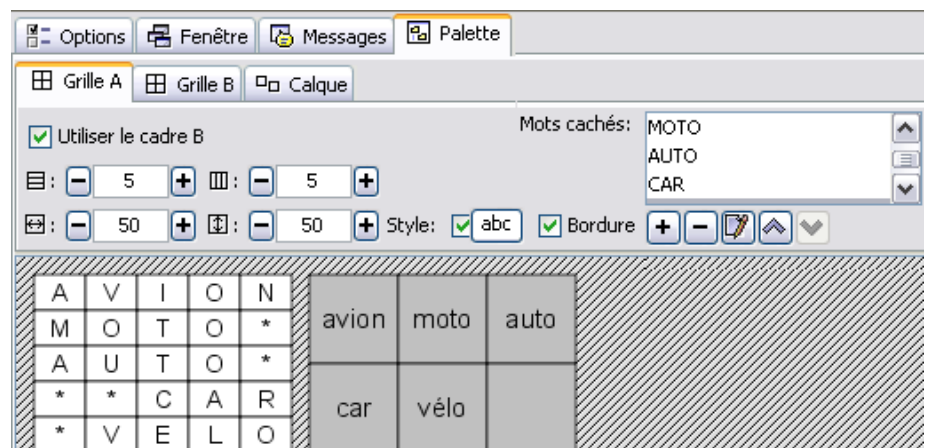 Options Fenêtre Messages Palette
Grille A Grille B Calque
Utiliser le cadre B Mots cachés: MOTO
AUTO
CAR
: 5 : 5
: 50 : 50 Style: abc Bordure
A V I O N
M O T O *
A U T O *
* * C A R
* V E L O
avion moto auto
car vélo